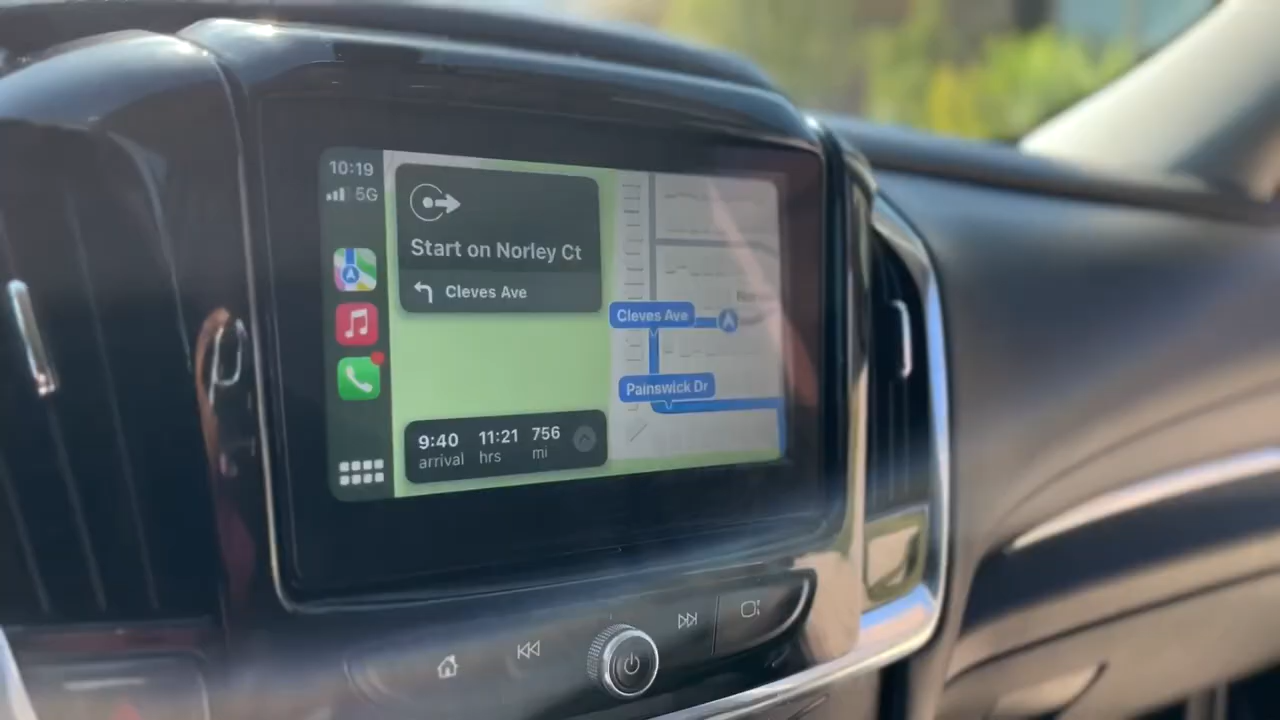 10:19
5G
Start on Norley Ct
Cleves Ave
Cleves Ave
Painswick Dr
9:40 11:21 756
arrival hrs mi